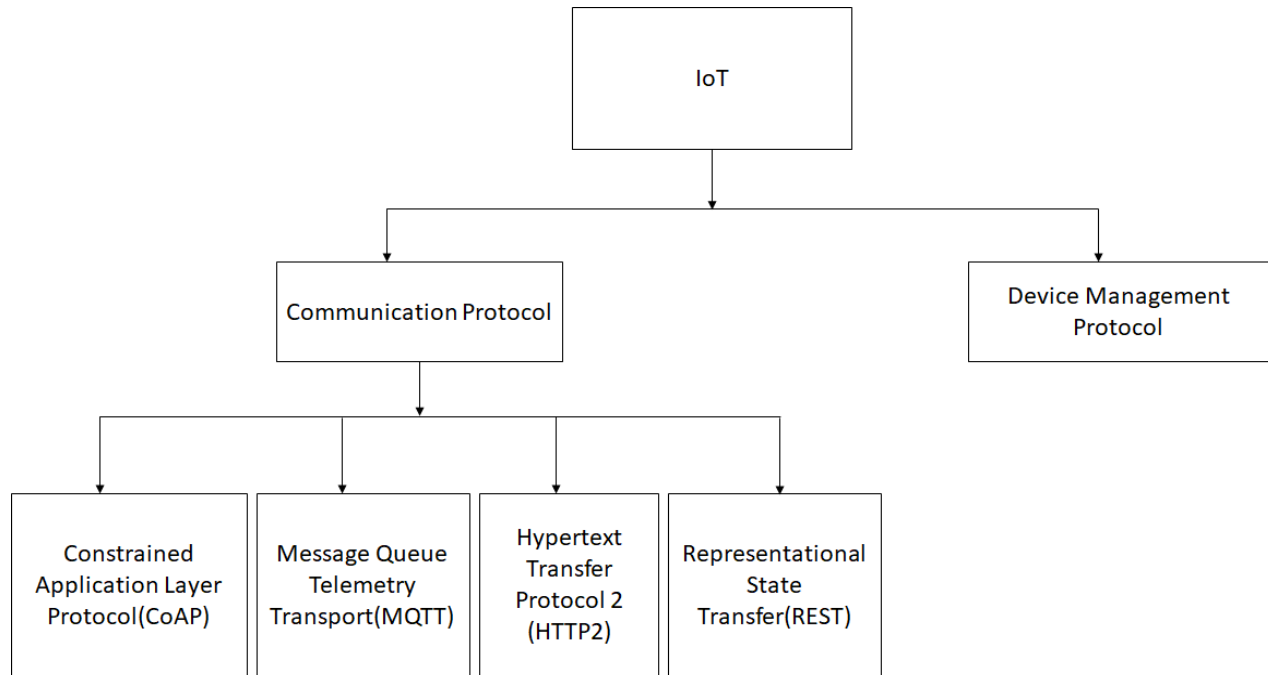 IoT
Communication Protocol
Device Management
Protocol
Constrained
Application Layer
Protocol(CoAP)
Message Queue
Telemetry
Transport(MQTT)
Hypertext
Transfer
Protocol 2
(HTTP2)
Representational
State
Transfer(REST)